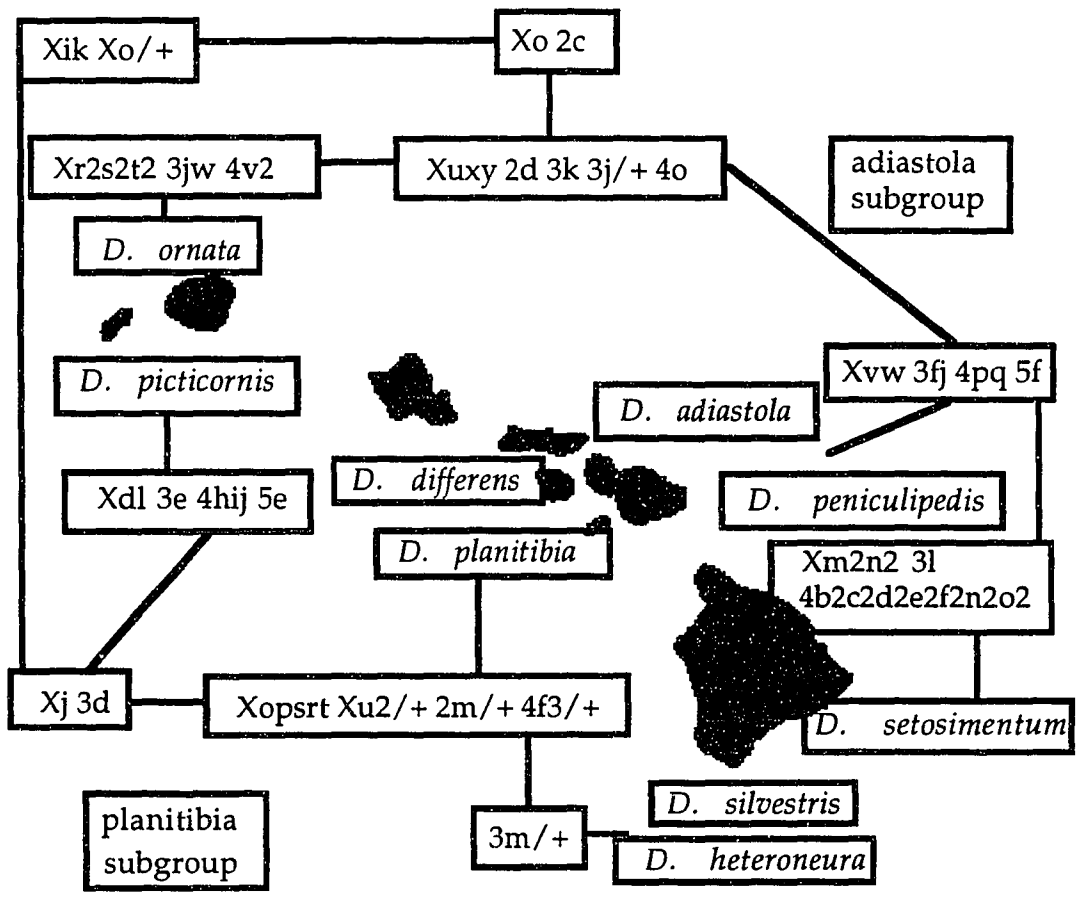 Xik Xo/+
Xo 2c
Xr2s2t2 3jw 4v2
Xuxy 2d 3k 3j/+ 4o
adiastola
subgroup
D. ornata
Xvw 3fj 4pq 5f
D. picticornis
D. adiastola
D. differens
Xdl 3e 4hij 5e
D. peniculipedis
D. planitibia
Xm2n2 3l
4b2c2d2e2f2n2o2
Xj 3d
Xopsrt Xu2/+ 2m/+ 4f3/+
D. setosimentum
planitibia
subgroup
3m/+
D. silvestris
D. heteroneura